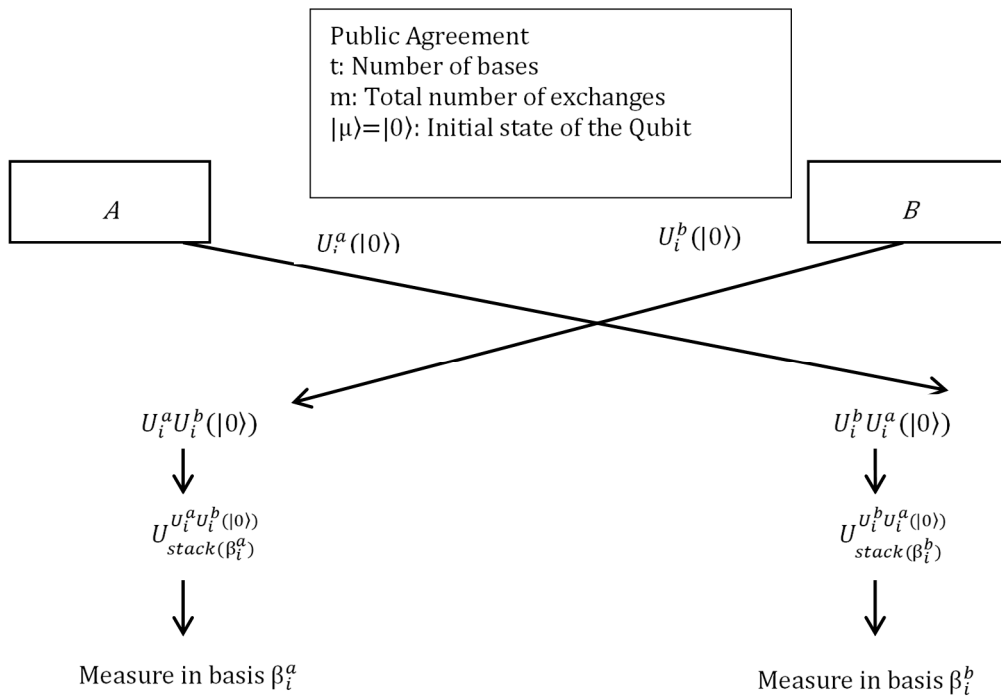 Public Agreement
t: Number of bases
m: Total number of exchanges
|μ⟩=|0⟩: Initial state of the Qubit
A
B
U_i^a(|0⟩)
U_i^b(|0⟩)
U_i^a U_i^b(|0⟩)
U_i^b U_i^a(|0⟩)
U_{stack(β_i^a)}^{U_i^a U_i^b(|0⟩)}
U_{stack(β_i^b)}^{U_i^b U_i^a(|0⟩)}
Measure in basis β_i^a
Measure in basis β_i^b